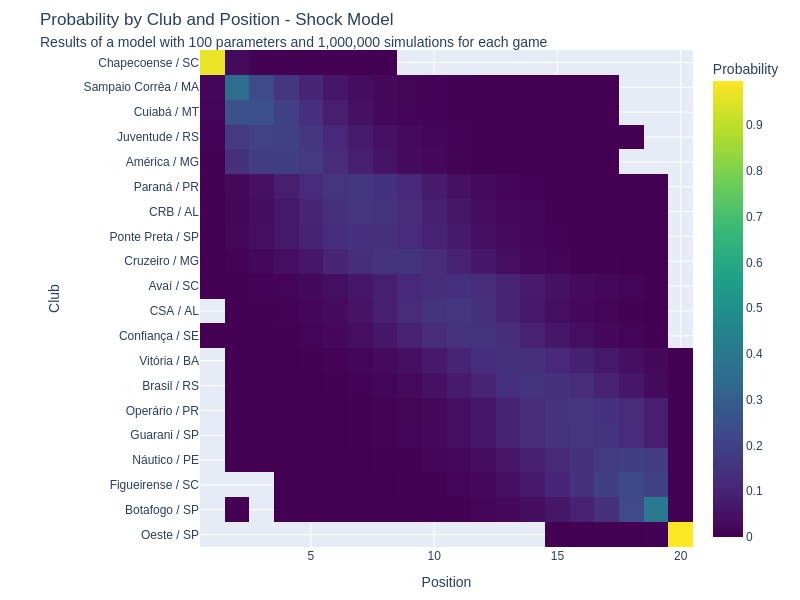 Probability by Club and Position - Shock Model
Results of a model with 100 parameters and 1,000,000 simulations for each game
Probability
Chapecoense / SC
Sampaio Corrêa / MA
Cuiabá / MT
Juventude / RS
América / MG
Paraná / PR
CRB / AL
Ponte Preta / SP
Cruzeiro / MG
Avaí / SC
CSA / AL
Confiança / SE
Vitória / BA
Brasil / RS
Operário / PR
Guarani / SP
Náutico / PE
Figueirense / SC
Botafogo / SP
Oeste / SP
Club
5
10
15
20
Position
0.9
0.8
0.7
0.6
0.5
0.4
0.3
0.2
0.1
0